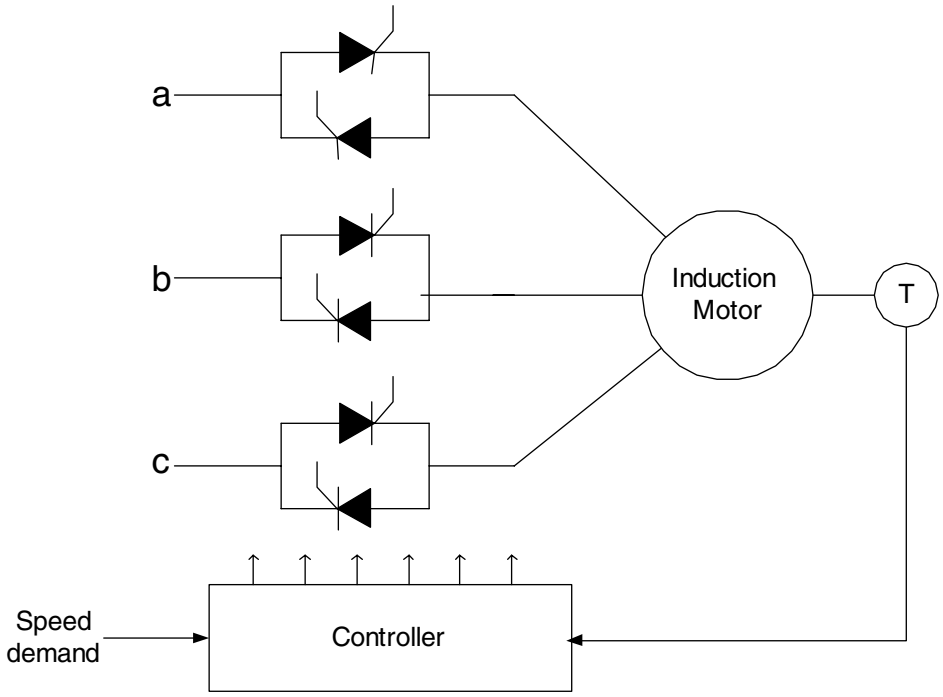 a
b
c
Induction
Motor
T
Speed
demand
Controller